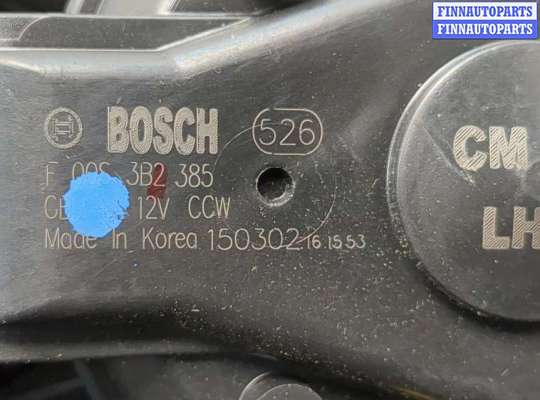 FINNAUTOPARTS
FINNAUTOPARTS
BOSCH 526
F 00S 3B2 385
12V CCW
Made In Korea 150302 16:15:53
CM
LH